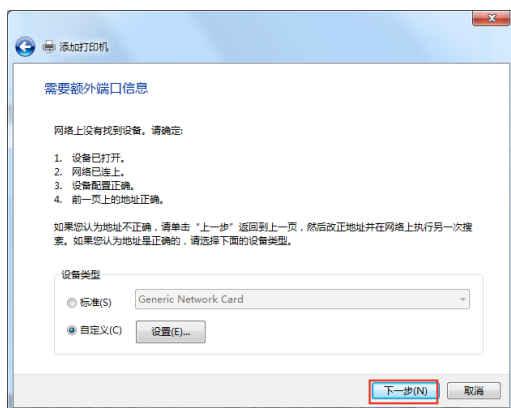 添加打印机
需要额外端口信息
网络上没有找到设备。请确定:
1. 设备已打开。
2. 网络已连上。
3. 设备配置正确。
4. 前一页上的地址正确。
如果您认为地址不正确，请单击“上一步”返回到上一页，然后改正地址并在网络上执行另一次搜
索。如果您认为地址是正确的，请选择下面的设备类型。
设备类型
标准(S) Generic Network Card
自定义(C) 设置(E)...
下一步(N) 取消